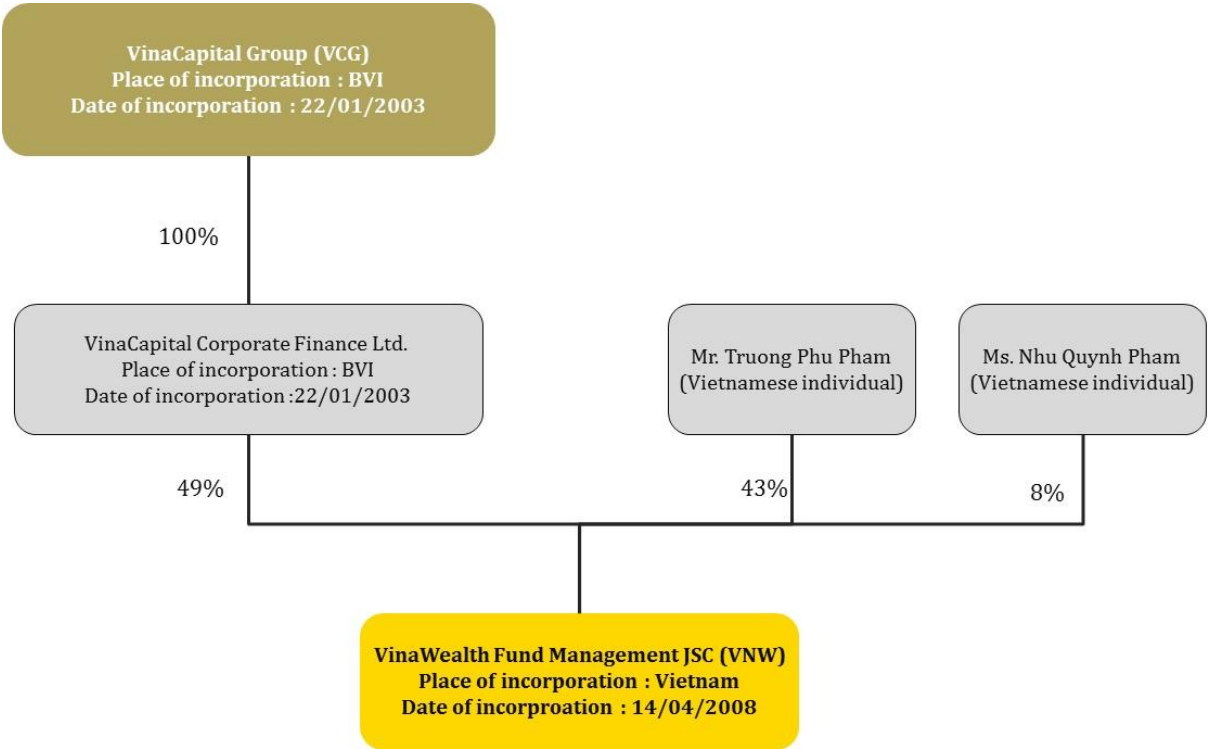 VinaCapital Group (VCG)
Place of incorporation : BVI
Date of incorporation : 22/01/2003
100%
VinaCapital Corporate Finance Ltd.
Place of incorporation : BVI
Date of incorporation :22/01/2003
Mr. Truong Phu Pham
(Vietnamese individual)
Ms. Nhu Quynh Pham
(Vietnamese individual)
49%
43%
8%
VinaWealth Fund Management JSC (VNW)
Place of incorporation : Vietnam
Date of incorproation : 14/04/2008